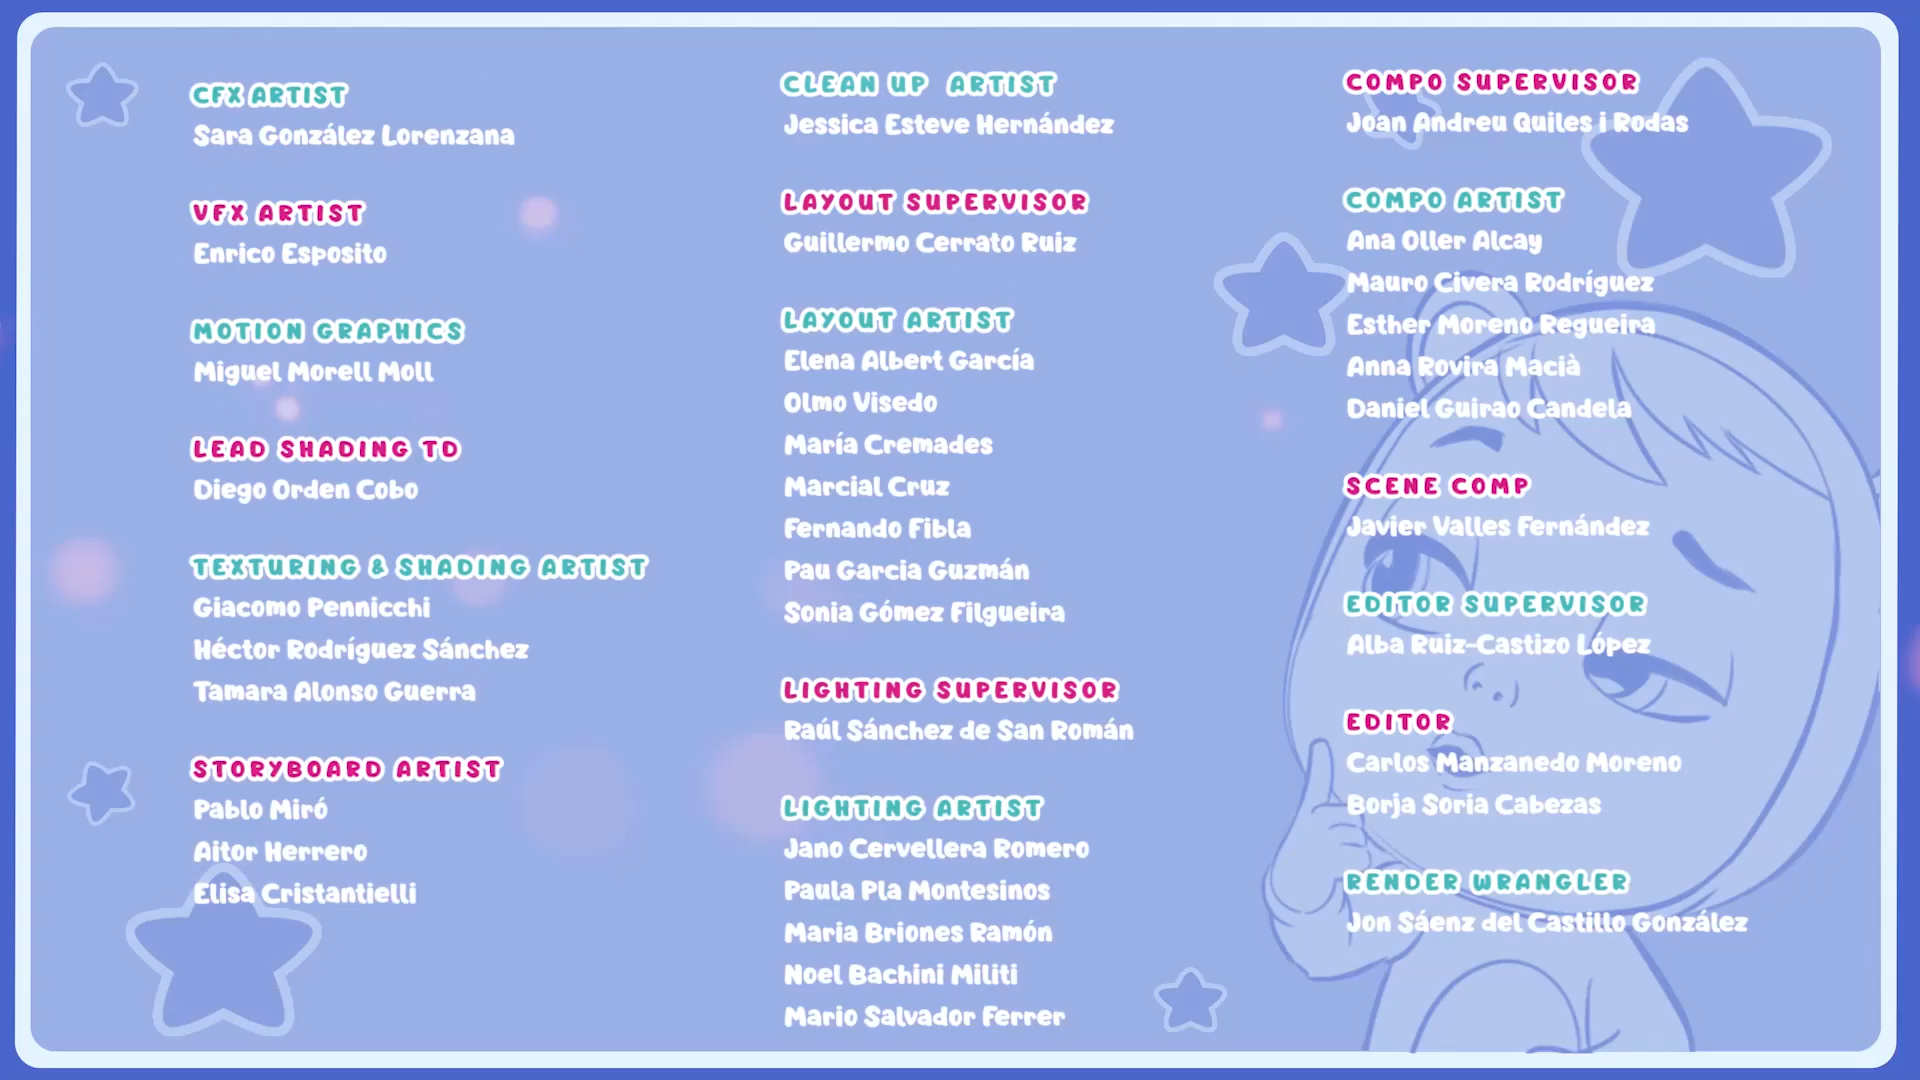 CFX ARTIST
Sara González Lorenzana
VFX ARTIST
Enrico Esposito
MOTION GRAPHICS
Miguel Morell Moll
LEAD SHADING TD
Diego Orden Cobo
TEXTURING & SHADING ARTIST
Giacomo Pennicchi
Héctor Rodríguez Sánchez
Tamara Alonso Guerra
STORYBOARD ARTIST
Pablo Miró
Aitor Herrero
Elisa Cristantielli
CLEAN UP ARTIST
Jessica Esteve Hernández
LAYOUT SUPERVISOR
Guillermo Cerrato Ruiz
LAYOUT ARTIST
Elena Albert García
Olmo Visedo
María Cremades
Marcial Cruz
Fernando Fibla
Pau Garcia Guzmán
Sonia Gómez Filgueira
LIGHTING SUPERVISOR
Raúl Sánchez de San Román
LIGHTING ARTIST
Jano Cervellera Romero
Paula Pla Montesinos
Maria Briones Ramón
Noel Bachini Militi
Mario Salvador Ferrer
COMPO SUPERVISOR
Joan Andreu Quiles i Rodas
COMPO ARTIST
Ana Oller Alcay
Mauro Civera Rodríguez
Esther Moreno Regueira
Anna Rovira Macià
Daniel Guirao Candela
SCENE COMP
Javier Valles Fernández
EDITOR SUPERVISOR
Alba Ruiz-Castizo López
EDITOR
Carlos Manzanedo Moreno
Borja Soria Cabezas
RENDER WRANGLER
Jon Sáenz del Castillo González